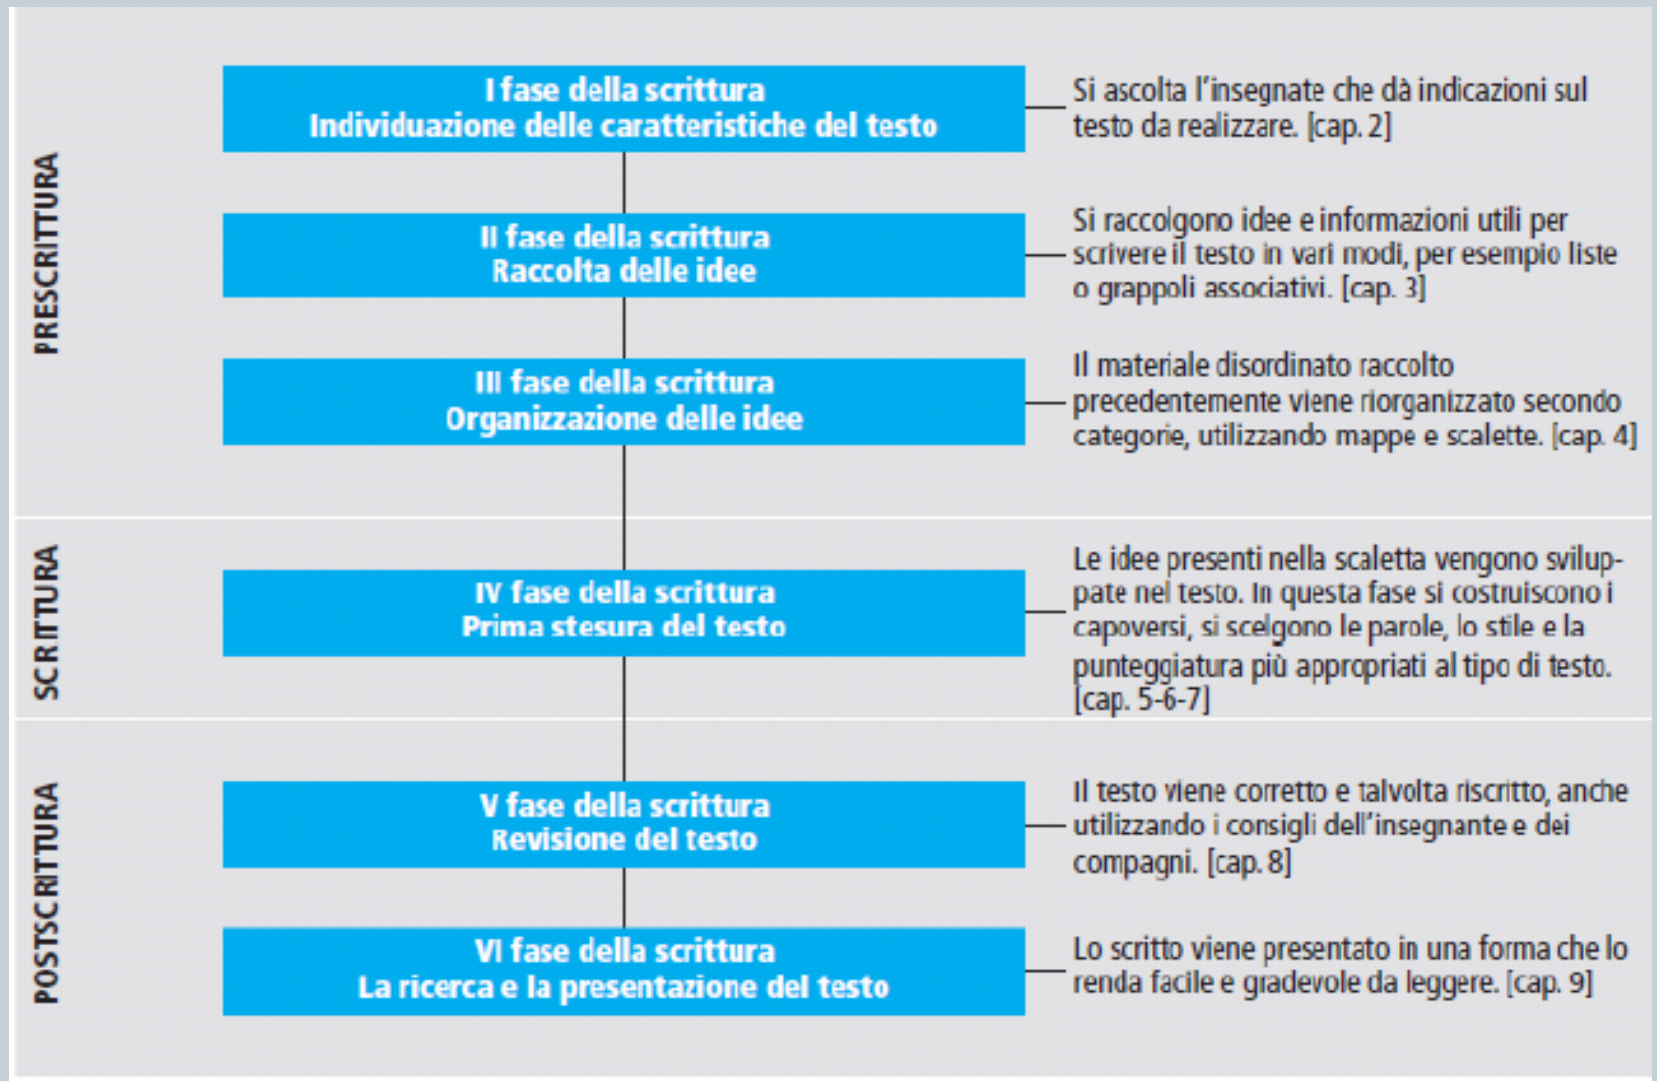 PRESCRITTURA
I fase della scrittura
Individuazione delle caratteristiche del testo
Si ascolta l'insegnate che dà indicazioni sul
testo da realizzare. [cap. 2]
II fase della scrittura
Raccolta delle idee
Si raccolgono idee e informazioni utili per
scrivere il testo in vari modi, per esempio liste
o grappoli associativi. [cap. 3]
III fase della scrittura
Organizzazione delle idee
Il materiale disordinato raccolto
precedentemente viene riorganizzato secondo
categorie, utilizzando mappe e scalette. [cap. 4]
SCRITTURA
IV fase della scrittura
Prima stesura del testo
Le idee presenti nella scaletta vengono svilup-
pate nel testo. In questa fase si costruiscono i
capoversi, si scelgono le parole, lo stile e la
punteggiatura più appropriati al tipo di testo.
[cap. 5-6-7]
POSTSCRITTURA
V fase della scrittura
Revisione del testo
Il testo viene corretto e talvolta riscritto, anche
utilizzando i consigli dell'insegnante e dei
compagni. [cap. 8]
VI fase della scrittura
La ricerca e la presentazione del testo
Lo scritto viene presentato in una forma che lo
renda facile e gradevole da leggere. [cap. 9]